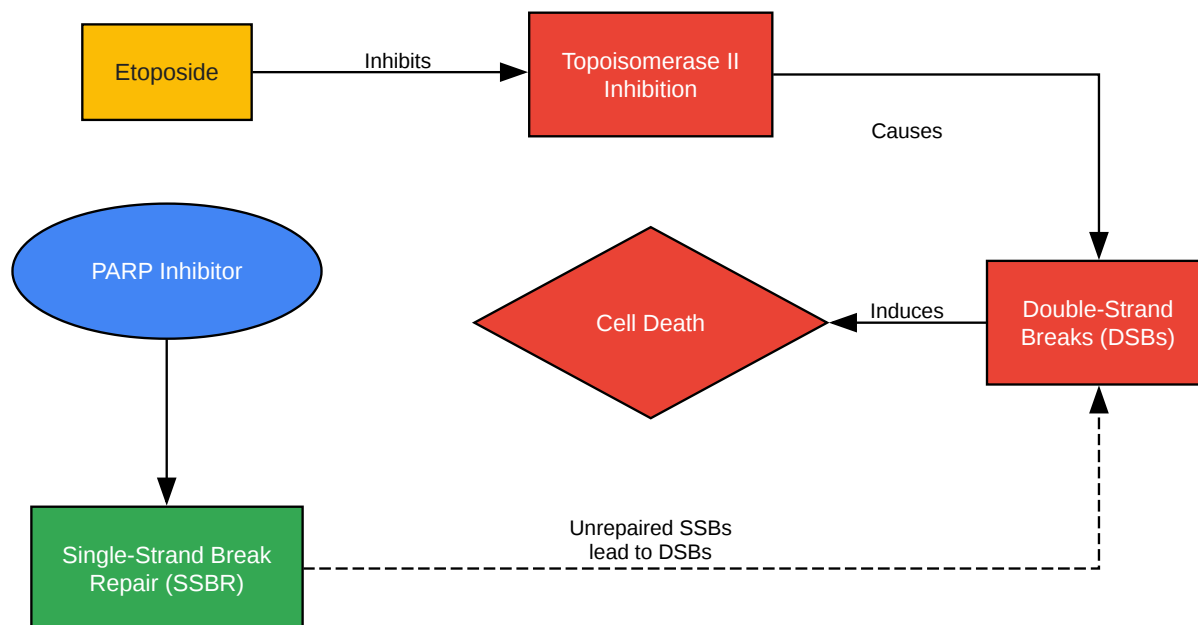 Etoposide
Inhibits
Topoisomerase II
Inhibition
Causes
PARP Inhibitor
Cell Death
Induces
Double-Strand
Breaks (DSBs)
Unrepaired SSBs
lead to DSBs
Single-Strand Break
Repair (SSBR)